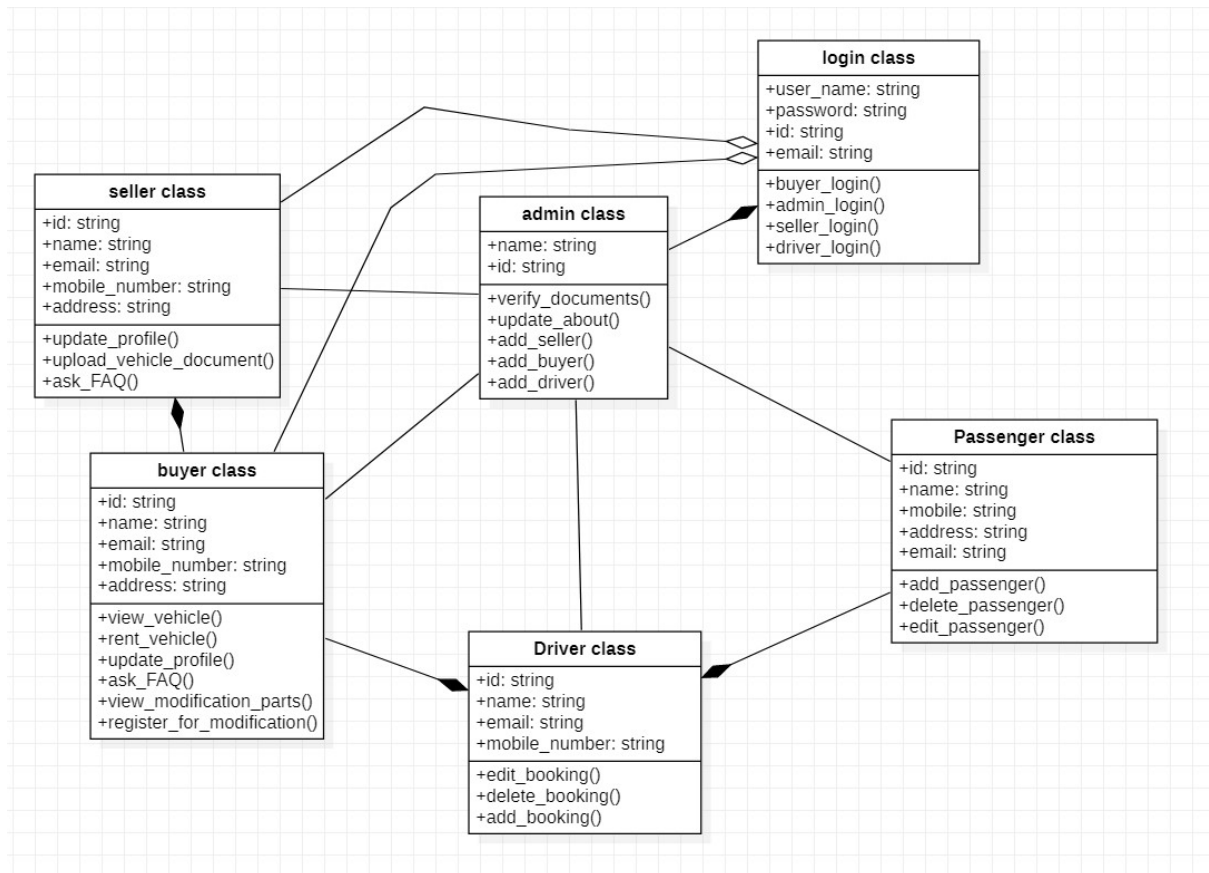 login class
+user_name: string
+password: string
+id: string
+email: string
+buyer_login()
+admin_login()
+seller_login()
+driver_login()
seller class
+id: string
+name: string
+email: string
+mobile_number: string
+address: string
+update_profile()
+upload_vehicle_document()
+ask_FAQ()
admin class
+name: string
+id: string
+verify_documents()
+update_about()
+add_seller()
+add_buyer()
+add_driver()
buyer class
+id: string
+name: string
+email: string
+mobile_number: string
+address: string
+view_vehicle()
+rent_vehicle()
+update_profile()
+ask_FAQ()
+view_modification_parts()
+register_for_modification()
Passenger class
+id: string
+name: string
+mobile: string
+address: string
+email: string
+add_passenger()
+delete_passenger()
+edit_passenger()
Driver class
+id: string
+name: string
+email: string
+mobile_number: string
+edit_booking()
+delete_booking()
+add_booking()